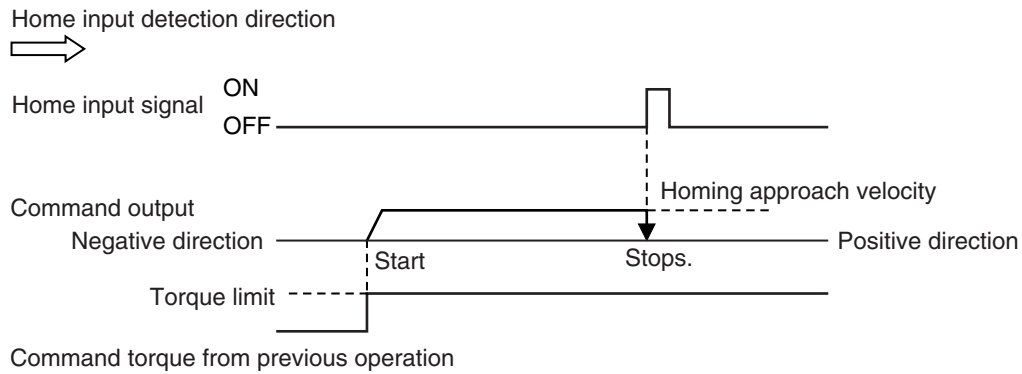 Home input detection direction
ON
Home input signal
OFF
Homing approach velocity
Command output
Negative direction
Positive direction
Start
Stops.
Torque limit
Command torque from previous operation